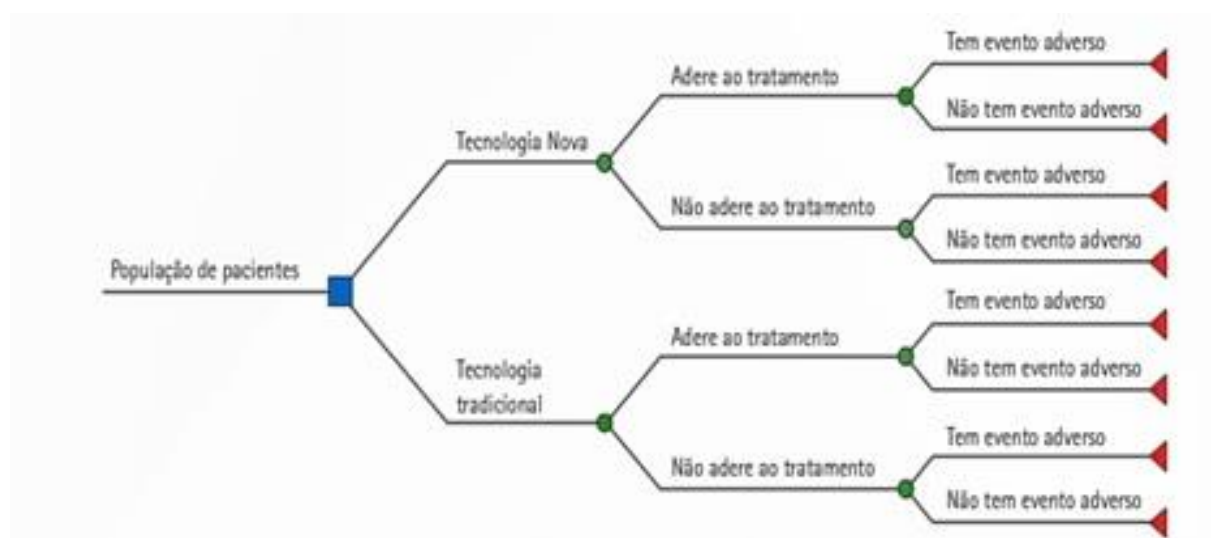 Tem evento adverso
Adere ao tratamento
Não tem evento adverso
Tecnologia Nova
Tem evento adverso
Não adere ao tratamento
Não tem evento adverso
População de pacientes
Tem evento adverso
Adere ao tratamento
Não tem evento adverso
Tecnologia
tradicional
Tem evento adverso
Não adere ao tratamento
Não tem evento adverso